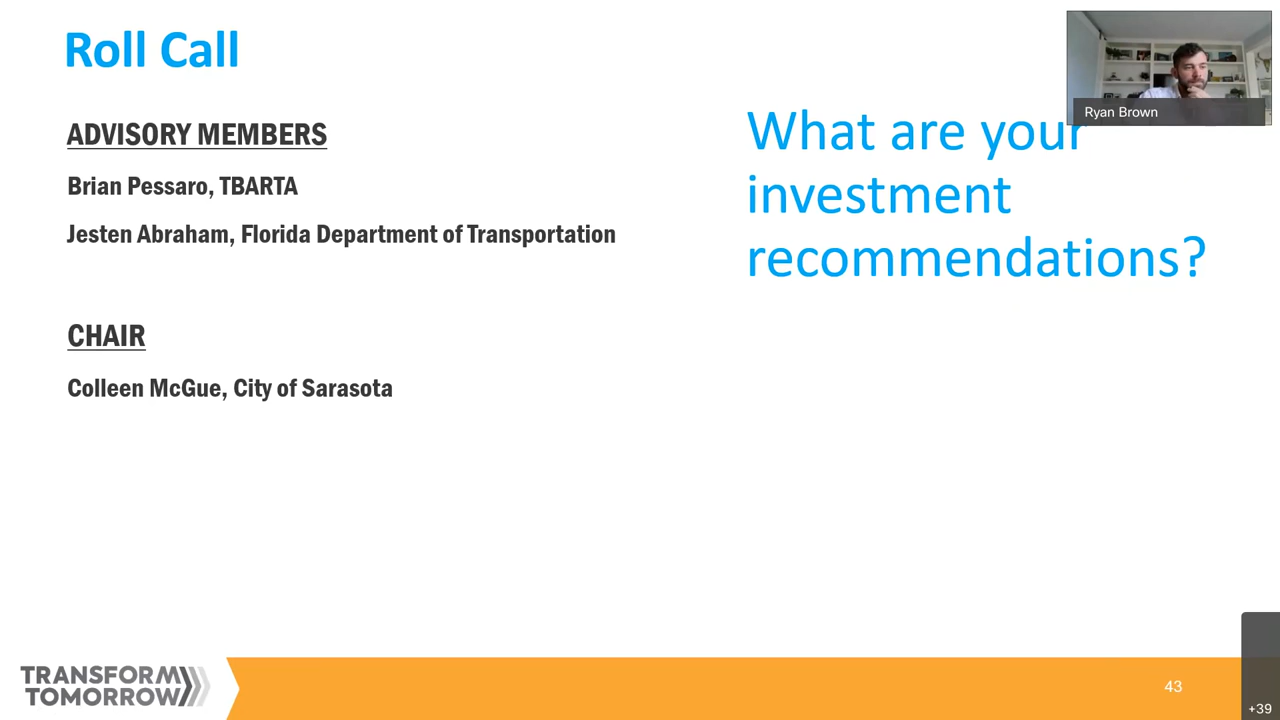 Roll Call
ADVISORY MEMBERS
Brian Pessaro, TBARTA
Jesten Abraham, Florida Department of Transportation
CHAIR
Colleen McGue, City of Sarasota
What are your
investment
recommendations?
Ryan Brown
TRANSFORM
TOMORROW
43
+39